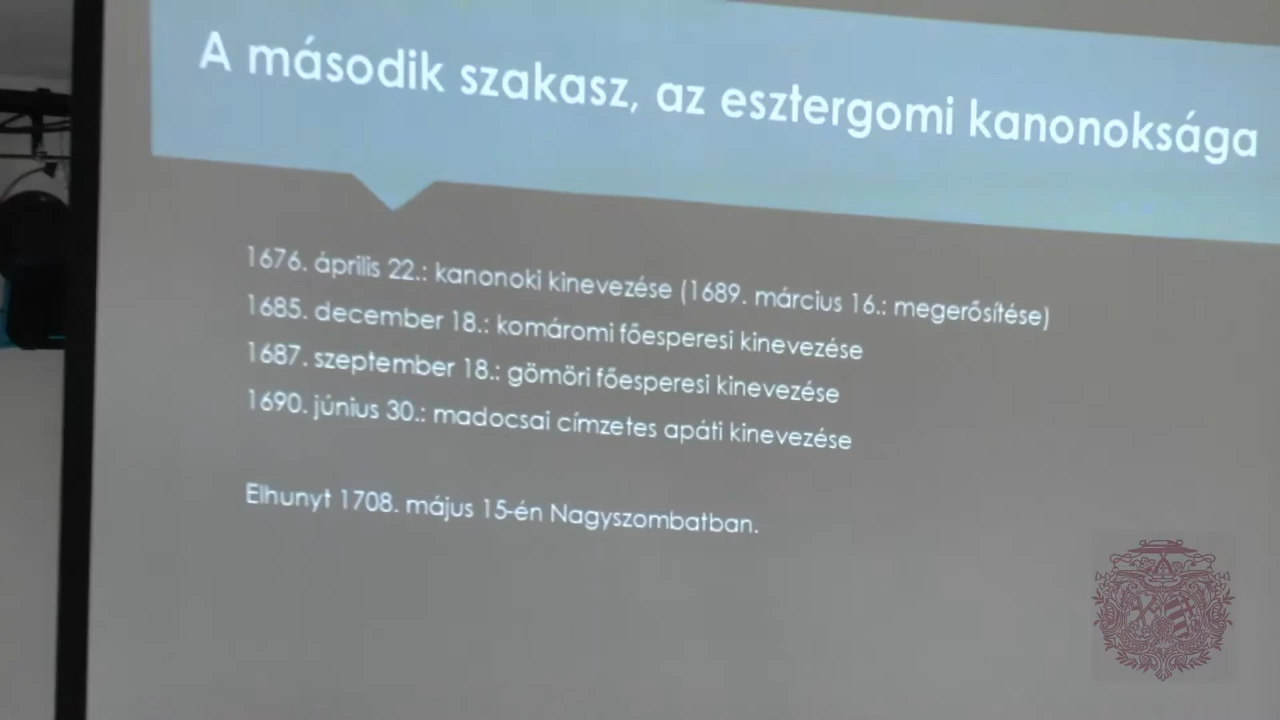 A második szakasz, az esztergomi kanonoksága
1676. április 22.: kanonoki kinevezése (1689. március 16.: megerősítése)
1685. december 18.: komáromi főesperesi kinevezése
1687. szeptember 18.: gömöri főesperesi kinevezése
1690. június 30.: madocsai címzetes apáti kinevezése
Elhunyt 1708. május 15-én Nagyszombatban.